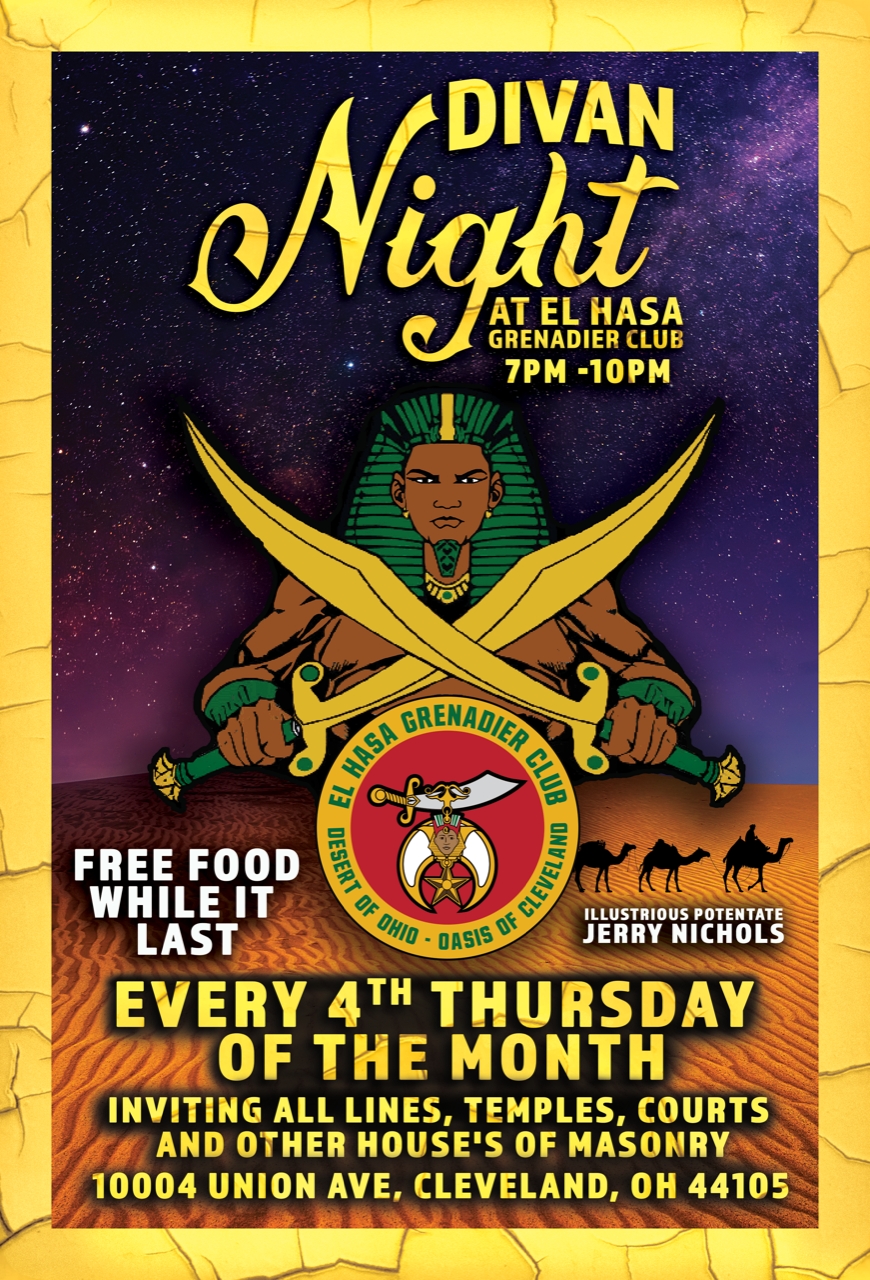 DIVAN
Night
AT EL HASA
GRENADIER CLUB
7PM -10PM
EL HASA GRENADIER CLUB
DESERT OF OHIO - OASIS OF CLEVELAND
FREE FOOD
WHILE IT
LAST
ILLUSTRIOUS POTENTATE
JERRY NICHOLS
EVERY 4TH THURSDAY
OF THE MONTH
INVITING ALL LINES, TEMPLES, COURTS
AND OTHER HOUSE'S OF MASONRY
10004 UNION AVE, CLEVELAND, OH 44105